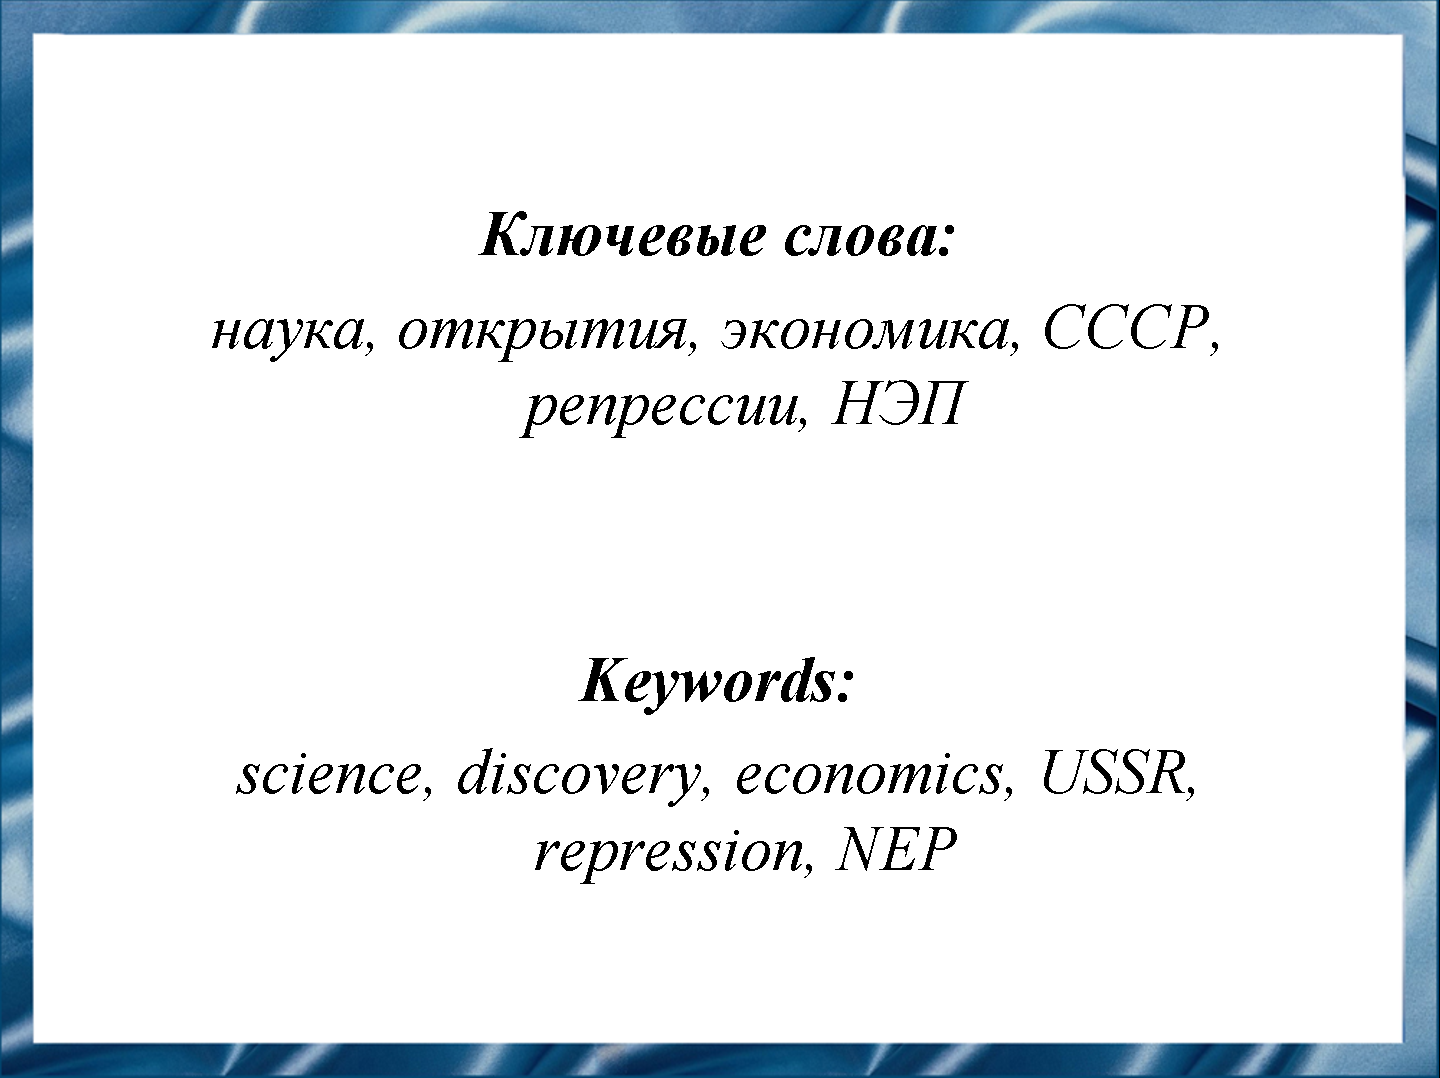 Ключевые слова:
наука, открытия, экономика, СССР,
репрессии, НЭП
Keywords:
science, discovery, economics, USSR,
repression, NEP